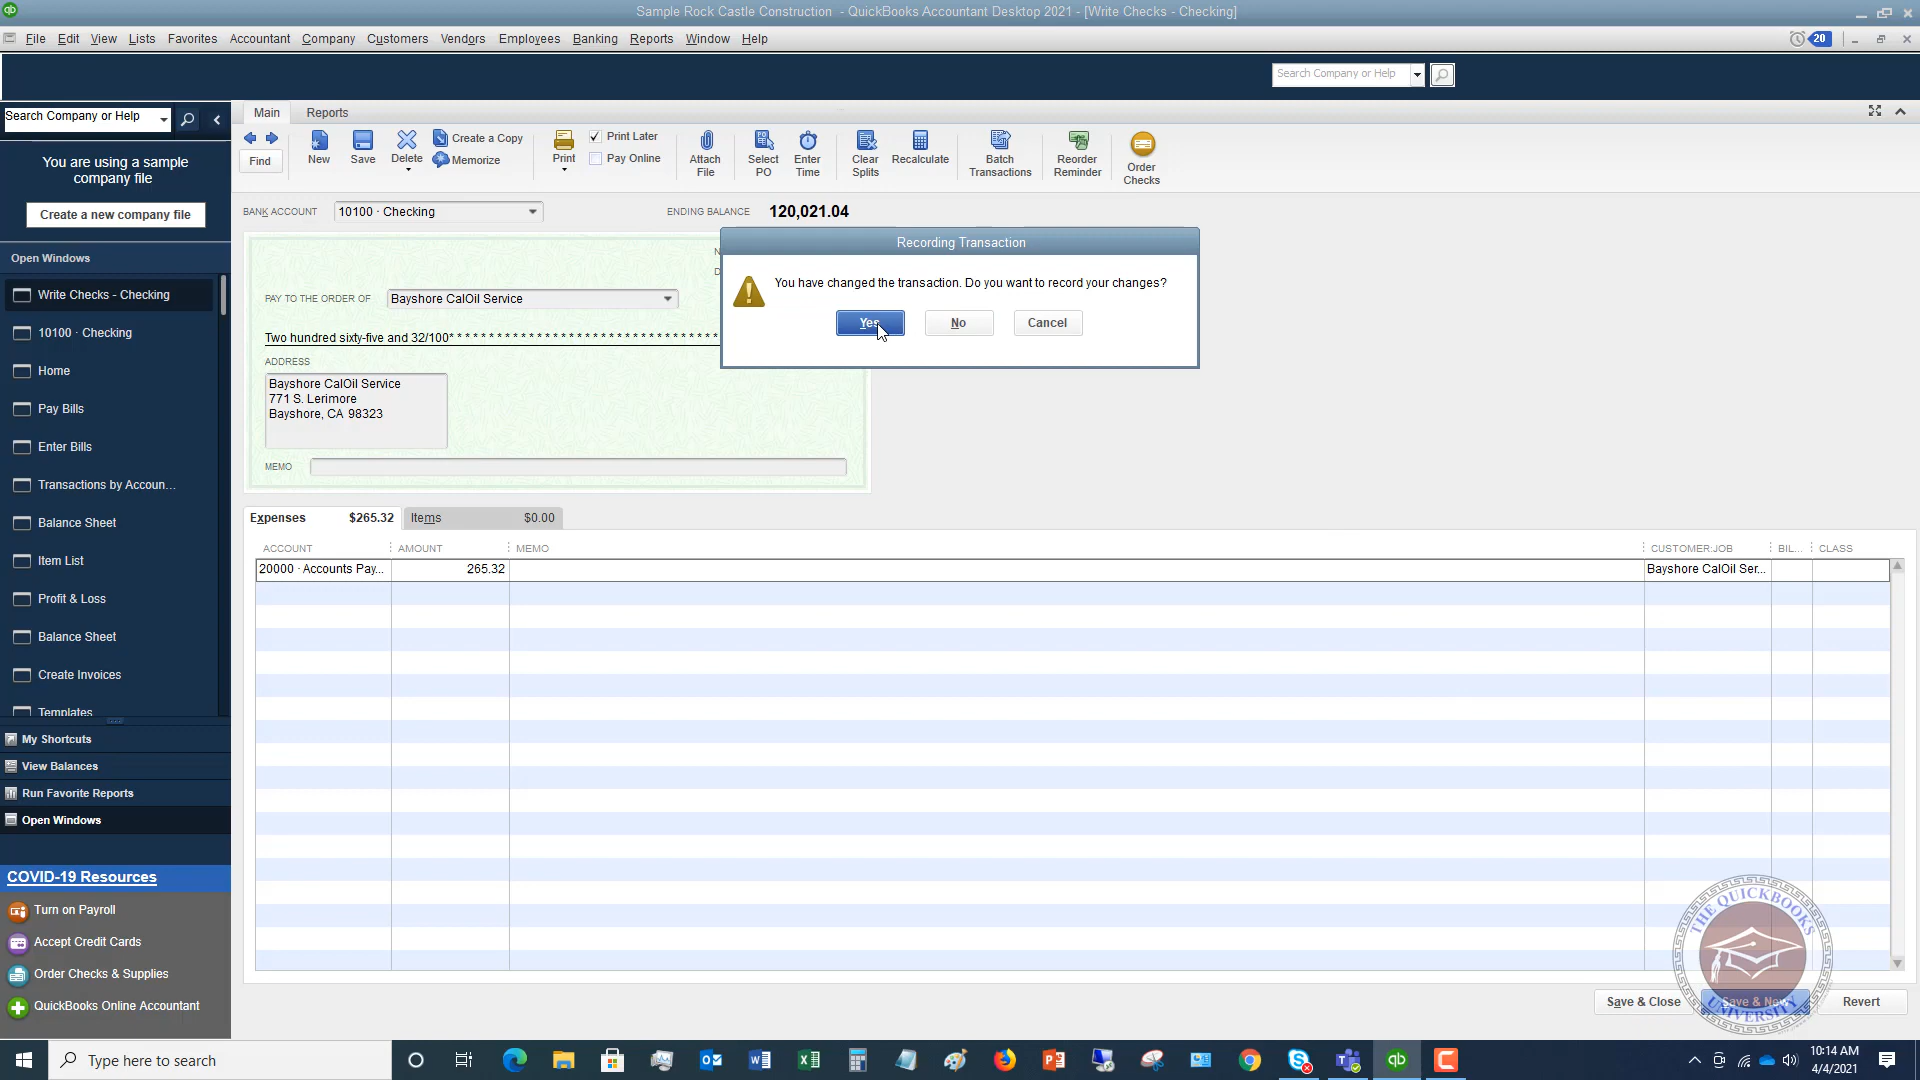 Sample Rock Castle Construction - QuickBooks Accountant Desktop 2021 - [Write Checks - Checking]
File Edit View Lists Favorites Accountant Company Customers Vendors Employees Banking Reports Window Help
20
Search Company or Help
Search Company or Help
You are using a sample
company file
Create a new company file
Open Windows
Write Checks - Checking
10100 · Checking
Home
Pay Bills
Enter Bills
Transactions by Accoun...
Balance Sheet
Item List
Profit & Loss
Balance Sheet
Create Invoices
Templates
My Shortcuts
View Balances
Run Favorite Reports
Open Windows
COVID-19 Resources
Turn on Payroll
Accept Credit Cards
Order Checks & Supplies
QuickBooks Online Accountant
Main Reports
Find
New
Save
Delete
Create a Copy
Memorize
Print
Print Later
Pay Online
Attach
File
Select
PO
Enter
Time
Clear
Splits
Recalculate
Batch
Transactions
Reorder
Reminder
Order
Checks
BANK ACCOUNT 10100 · Checking
ENDING BALANCE 120,021.04
PAY TO THE ORDER OF Bayshore CalOil Service
Two hundred sixty-five and 32/100* * * * * * * * * * * * * * * * * * * * * * * * * * * * * *
ADDRESS
Bayshore CalOil Service
771 S. Lerimore
Bayshore, CA 98323
MEMO
Recording Transaction
You have changed the transaction. Do you want to record your changes?
Yes No Cancel
Expenses $265.32 Items $0.00
ACCOUNT AMOUNT MEMO CUSTOMER:JOB BIL... CLASS
20000 · Accounts Pay... 265.32 Bayshore CalOil Ser...
Save & Close Save & New Revert
THE QUICKBOOKS
UNIVERSITY
Type here to search
10:14 AM
4/4/2021